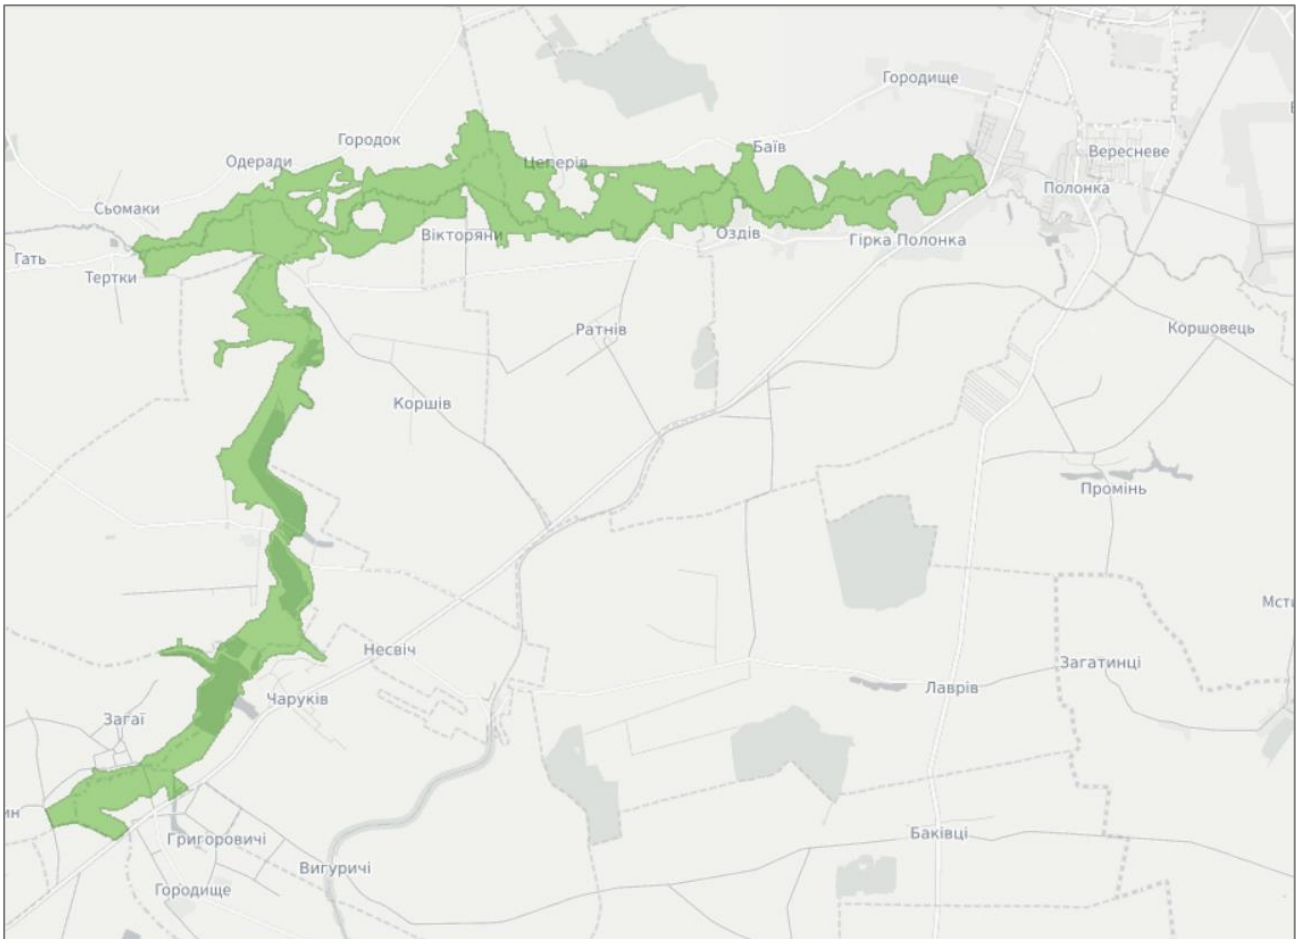 Городище
Городок
Баїв
Вересневе
Одеради
Цеперів
Полонка
Сьомаки
Вікторяни
Оздів
Гірка Полонка
Гать
Тертки
Ратнів
Коршовець
Коршів
Промінь
Несвіч
Загатинці
Чаруків
Лаврів
Загаї
Григоровичі
Баківці
Вигуричі
Городище